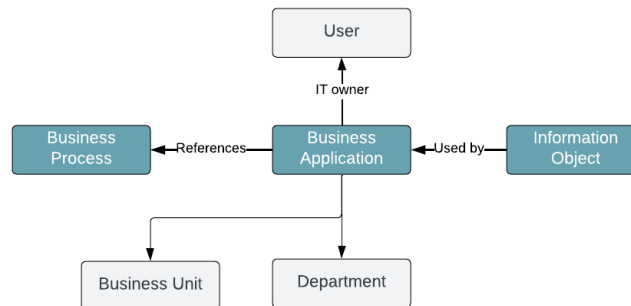 User
IT owner
Business
Process
References
Business
Application
Used by
Information
Object
Business Unit
Department